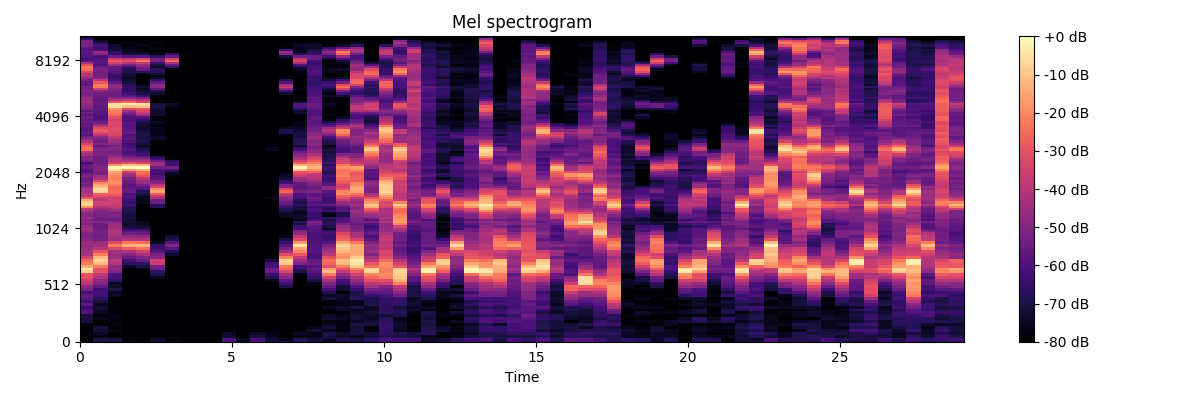 Mel spectrogram
Hz
8192
4096
2048
1024
512
0
0 5 10 15 20 25
Time
+0 dB
-10 dB
-20 dB
-30 dB
-40 dB
-50 dB
-60 dB
-70 dB
-80 dB